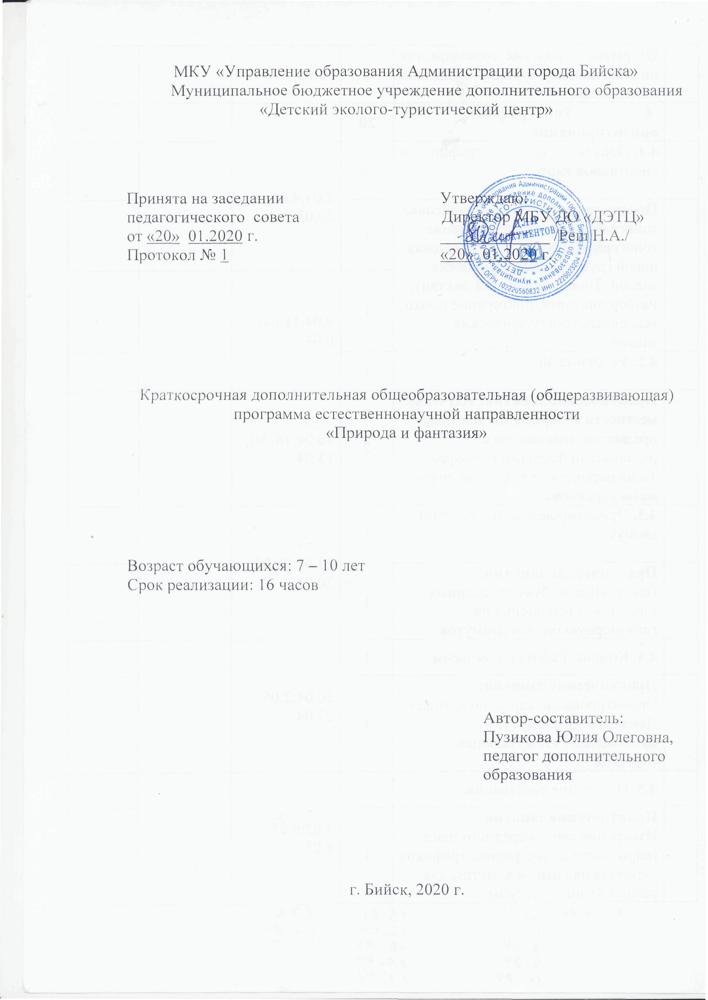 МКУ «Управление образования Администрации города Бийска»
Муниципальное бюджетное учреждение дополнительного образования
«Детский эколого-туристический центр»
Принята на заседании
педагогического совета
от «20» 01.2020 г.
Протокол № 1
Утверждаю:
Директор МБУ ДО «ДЭТЦ»
/Реш Н.А./
«20» 01.2020 г.
ДЛЯ
ДОКУМЕНТОВ
Краткосрочная дополнительная общеобразовательная (общеразвивающая)
программа естественнонаучной направленности
«Природа и фантазия»
Возраст обучающихся: 7 – 10 лет
Срок реализации: 16 часов
Автор-составитель:
Пузикова Юлия Олеговна,
педагог дополнительного
образования
г. Бийск, 2020 г.